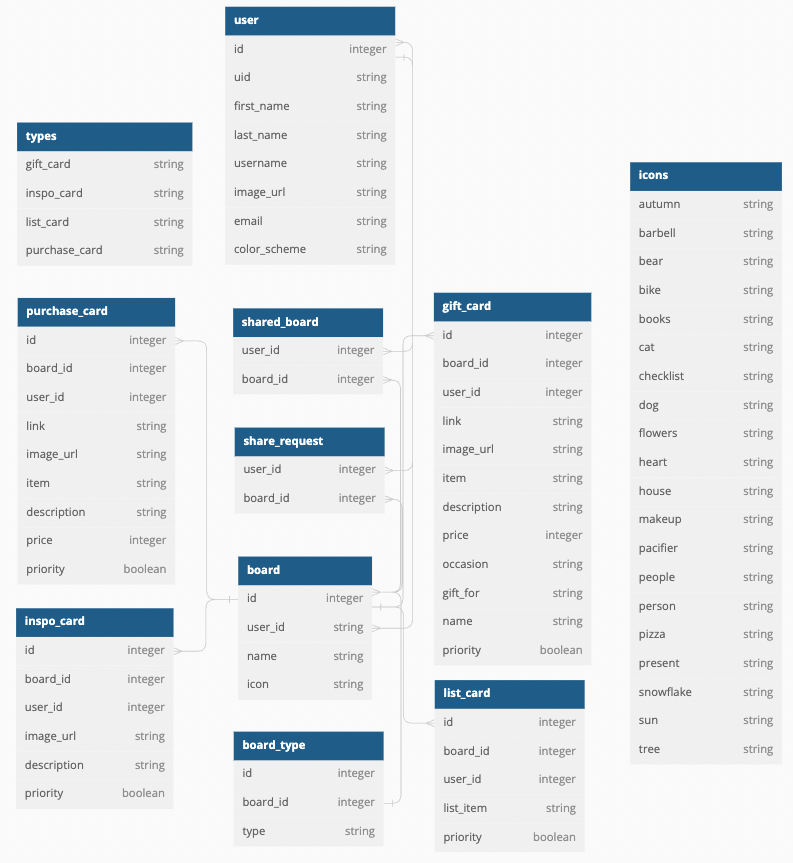 user
id integer
uid string
first_name string
last_name string
username string
image_url string
email string
color_scheme string
types
gift_card string
inspo_card string
list_card string
purchase_card string
purchase_card
id integer
board_id integer
user_id integer
link string
image_url string
item string
description string
price integer
priority boolean
inspo_card
id integer
board_id integer
user_id integer
image_url string
description string
priority boolean
shared_board
user_id integer
board_id integer
share_request
user_id integer
board_id integer
board
id integer
user_id string
name string
icon string
board_type
id integer
board_id integer
type string
gift_card
id integer
board_id integer
user_id integer
link string
image_url string
item string
description string
price integer
occasion string
gift_for string
name string
priority boolean
list_card
id integer
board_id integer
user_id integer
list_item string
priority boolean
icons
autumn string
barbell string
bear string
bike string
books string
cat string
checklist string
dog string
flowers string
heart string
house string
makeup string
pacifier string
people string
person string
pizza string
present string
snowflake string
sun string
tree string